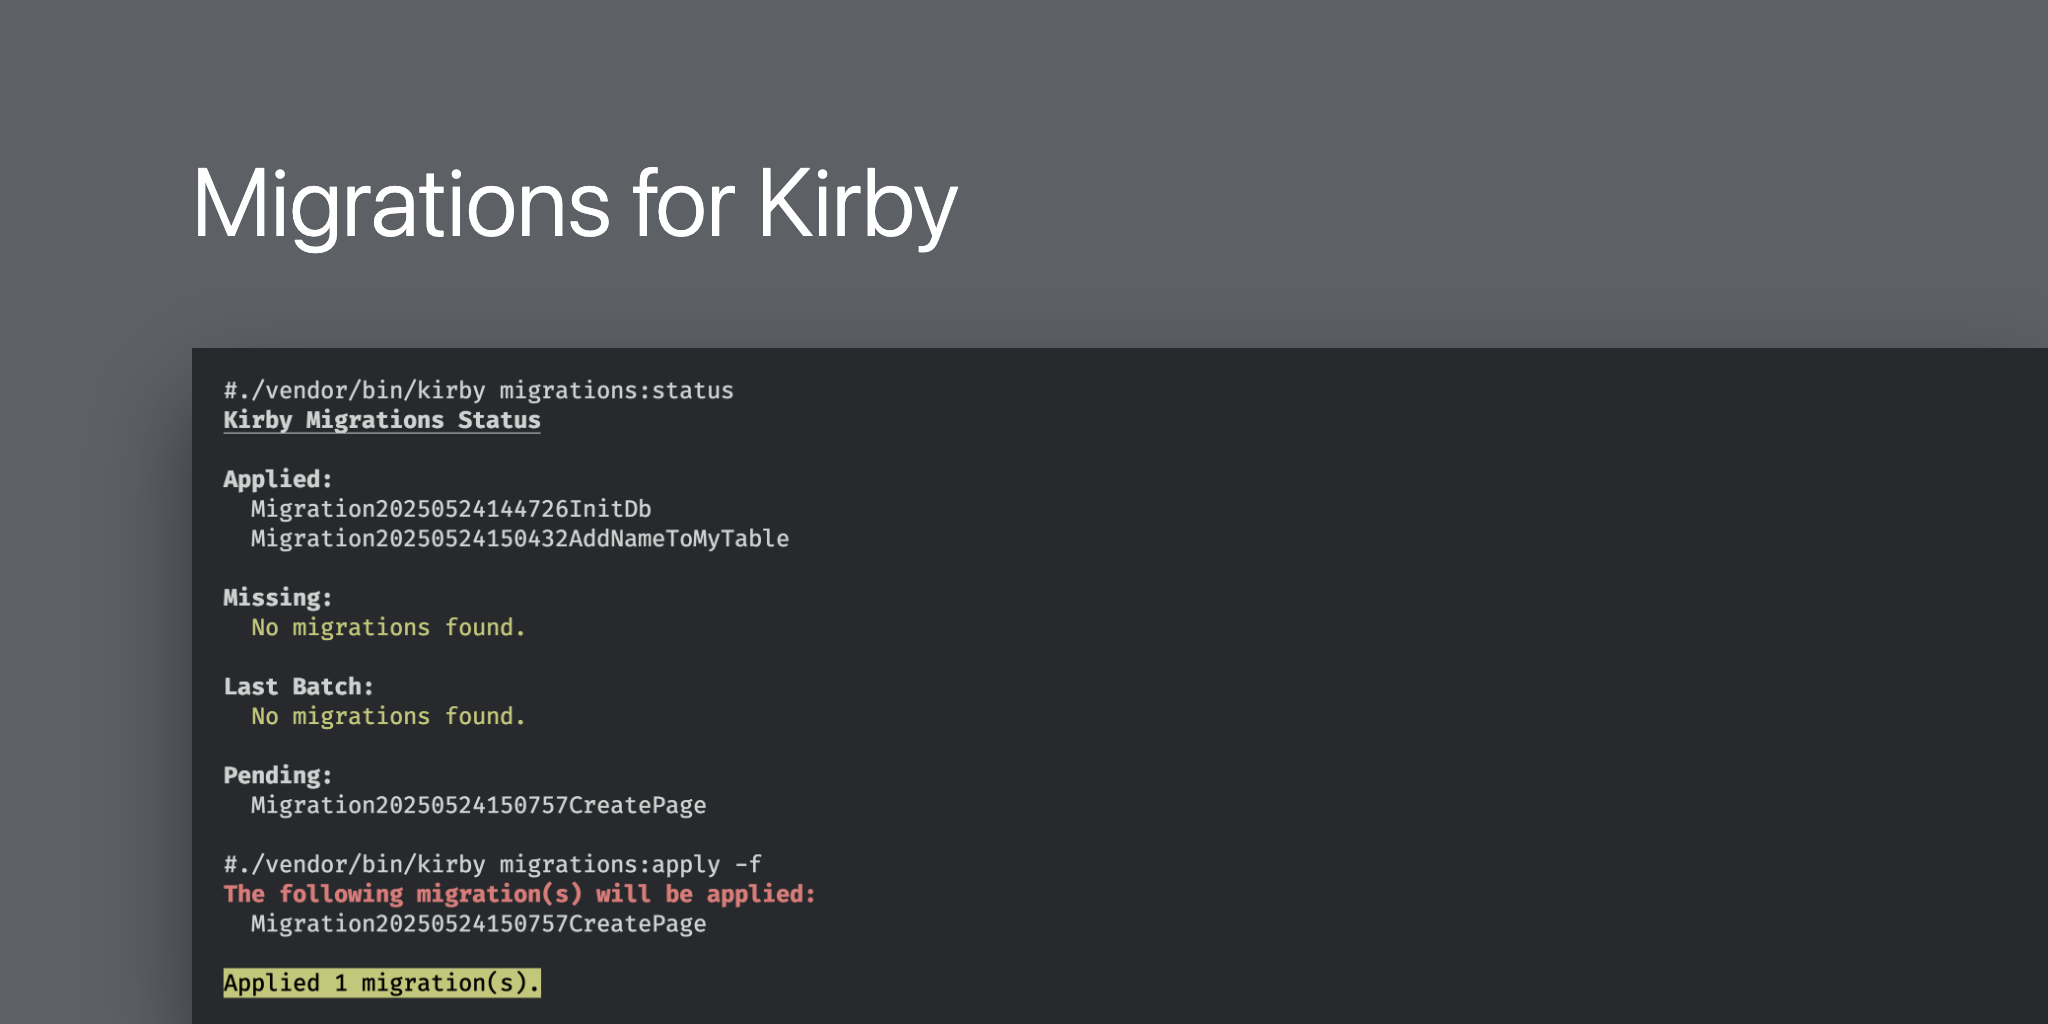 Migrations for Kirby
#./vendor/bin/kirby migrations:status
Kirby Migrations Status
Applied:
Migration20250524144726InitDb
Migration20250524150432AddNameToMyTable
Missing:
No migrations found.
Last Batch:
No migrations found.
Pending:
Migration20250524150757CreatePage
#./vendor/bin/kirby migrations:apply -f
The following migration(s) will be applied:
Migration20250524150757CreatePage
Applied 1 migration(s).